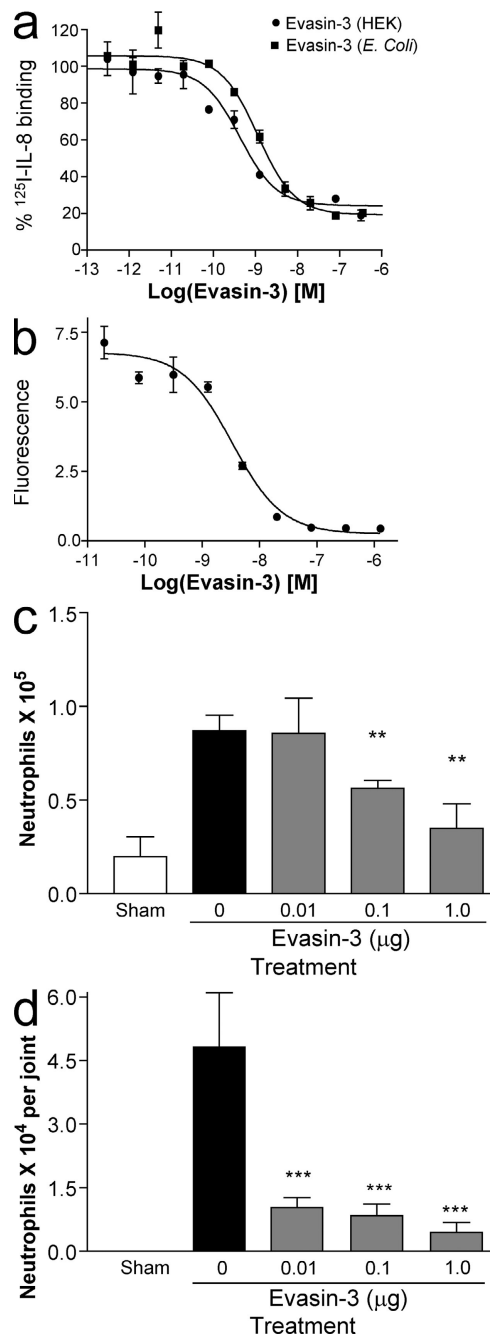 a
Evasin-3 (HEK)
Evasin-3 (E. Coli)
% ¹²⁵I-IL-8 binding
120
100
80
60
40
20
0
-13 -12 -11 -10 -9 -8 -7 -6
Log(Evasin-3) [M]
b
Fluorescence
7.5
5.0
2.5
0.0
-11 -10 -9 -8 -7 -6
Log(Evasin-3) [M]
c
Neutrophils X 10⁵
1.5
1.0
0.5
0.0
** **
Sham 0 0.01 0.1 1.0
Evasin-3 (μg)
Treatment
d
Neutrophils X 10⁴ per joint
6.0
4.5
3.0
1.5
0.0
*** *** ***
Sham 0 0.01 0.1 1.0
Evasin-3 (μg)
Treatment